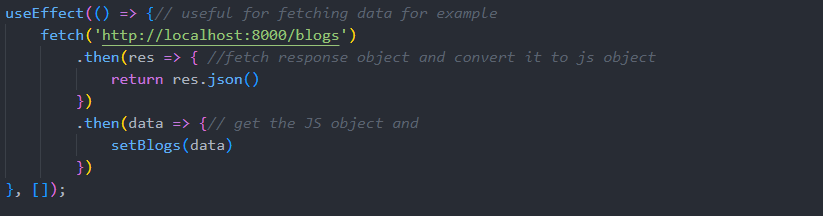 useEffect(() => {// useful for fetching data for example
fetch('http://localhost:8000/blogs')
.then(res => { //fetch response object and convert it to js object
return res.json()
})
.then(data => {// get the JS object and
setBlogs(data)
})
}, []);